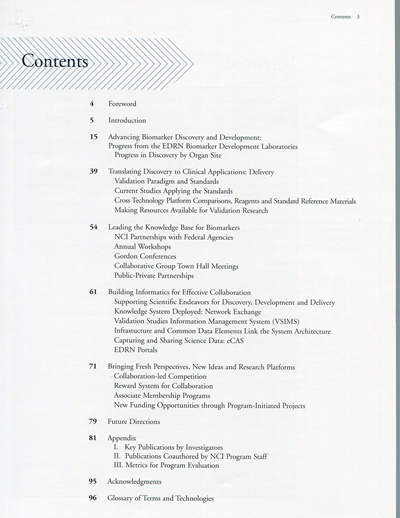 Contents 3
Contents
4 Foreword
5 Introduction
15 Advancing Biomarker Discovery and Development:
Progress from the EDRN Biomarker Development Laboratories
Progress in Discovery by Organ Site
39 Translating Discovery to Clinical Applications: Delivery
Validation Paradigm and Standards
Current Studies Applying the Standards
Cross Technology Platform Comparisons, Reagents and Standard Reference Materials
Making Resources Available for Validation Research
54 Leading the Knowledge Base for Biomarkers
NCI Partnerships with Federal Agencies
Annual Workshops
Gordon Conferences
Collaborative Group Town Hall Meetings
Public-Private Partnerships
61 Building Informatics for Effective Collaboration
Supporting Scientific Endeavors for Discovery, Development and Delivery
Knowledge System Deployed: Network Exchange
Validation Studies Information Management System (VSIMS)
Infrastucture and Common Data Elements Link the System Architecture
Capturing and Sharing Science Data: eCAS
EDRN Portals
71 Bringing Fresh Perspectives, New Ideas and Research Platforms
Collaboration-led Competition
Reward System for Collaboration
Associate Membership Programs
New Funding Opportunities through Program-Initiated Projects
79 Future Directions
81 Appendix
I. Key Publications by Investigators
II. Publications Coauthored by NCI Program Staff
III. Metrics for Program Evaluation
95 Acknowledgments
96 Glossary of Terms and Technologies